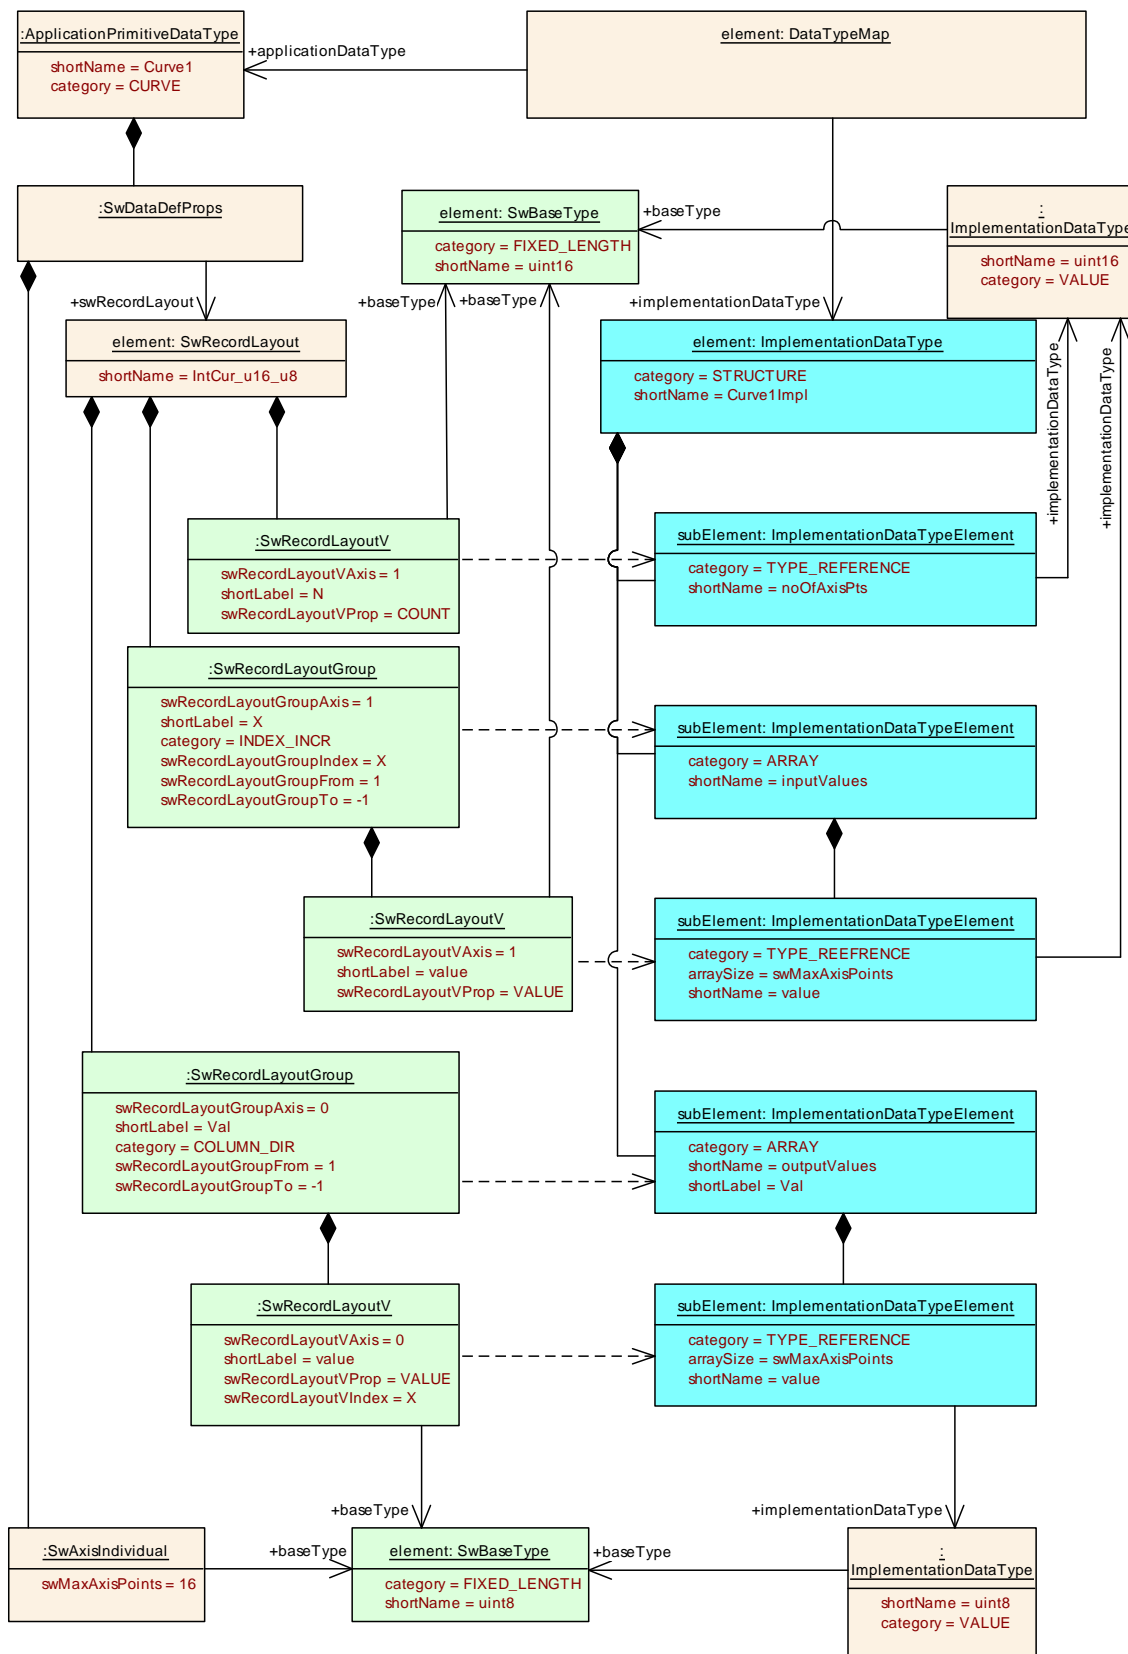 :ApplicationPrimitiveDataType
shortName = Curve1
category = CURVE
+applicationDataType
element: DataTypeMap
:SwDataDefProps
element: SwBaseType
category = FIXED_LENGTH
shortName = uint16
+baseType
:
ImplementationDataType
shortName = uint16
category = VALUE
+swRecordLayout
+baseType
+baseType
+implementationDataType
element: SwRecordLayout
shortName = IntCur_u16_u8
element: ImplementationDataType
category = STRUCTURE
shortName = Curve1Impl
+implementationDataType
+implementationDataType
:SwRecordLayoutV
swRecordLayoutVAxis = 1
shortLabel = N
swRecordLayoutVProp = COUNT
subElement: ImplementationDataTypeElement
category = TYPE_REFERENCE
shortName = noOfAxisPts
:SwRecordLayoutGroup
swRecordLayoutGroupAxis = 1
shortLabel = X
category = INDEX_INCR
swRecordLayoutGroupIndex = X
swRecordLayoutGroupFrom = 1
swRecordLayoutGroupTo = -1
subElement: ImplementationDataTypeElement
category = ARRAY
shortName = inputValues
:SwRecordLayoutV
swRecordLayoutVAxis = 1
shortLabel = value
swRecordLayoutVProp = VALUE
subElement: ImplementationDataTypeElement
category = TYPE_REEFRENCE
arraySize = swMaxAxisPoints
shortName = value
:SwRecordLayoutGroup
swRecordLayoutGroupAxis = 0
shortLabel = Val
category = COLUMN_DIR
swRecordLayoutGroupFrom = 1
swRecordLayoutGroupTo = -1
subElement: ImplementationDataTypeElement
category = ARRAY
shortName = outputValues
shortLabel = Val
:SwRecordLayoutV
swRecordLayoutVAxis = 0
shortLabel = value
swRecordLayoutVProp = VALUE
swRecordLayoutVIndex = X
subElement: ImplementationDataTypeElement
category = TYPE_REFERENCE
arraySize = swMaxAxisPoints
shortName = value
+baseType
+implementationDataType
:SwAxisIndividual
swMaxAxisPoints = 16
+baseType
element: SwBaseType
category = FIXED_LENGTH
shortName = uint8
+baseType
:
ImplementationDataType
shortName = uint8
category = VALUE